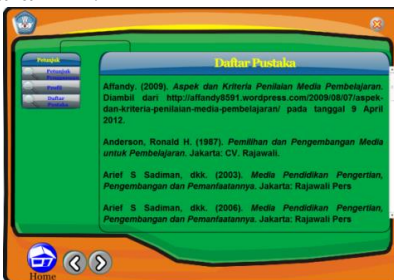 Daftar Pustaka
Petunjuk
Petunjuk
Profil
Daftar
Pustaka
Affandy. (2009). Aspek dan Kriteria Penilaian Media Pembelajaran.
Diambil dari http://affandy8591.wordpress.com/2009/08/07/aspek-
dan-kriteria-penilaian-media-pembelajaran/ pada tanggal 9 April
2012.
Anderson, Ronald H. (1987). Pemilihan dan Pengembangan Media
untuk Pembelajaran. Jakarta: CV. Rajawali.
Arief S Sadiman, dkk. (2003). Media Pendidikan Pengertian,
Pengembangan dan Pemanfaatannya. Jakarta: Rajawali Pers
Arief S Sadiman, dkk. (2006). Media Pendidikan Pengertian,
Pengembangan dan Pemanfaatannya. Jakarta: Rajawali Pers
Home